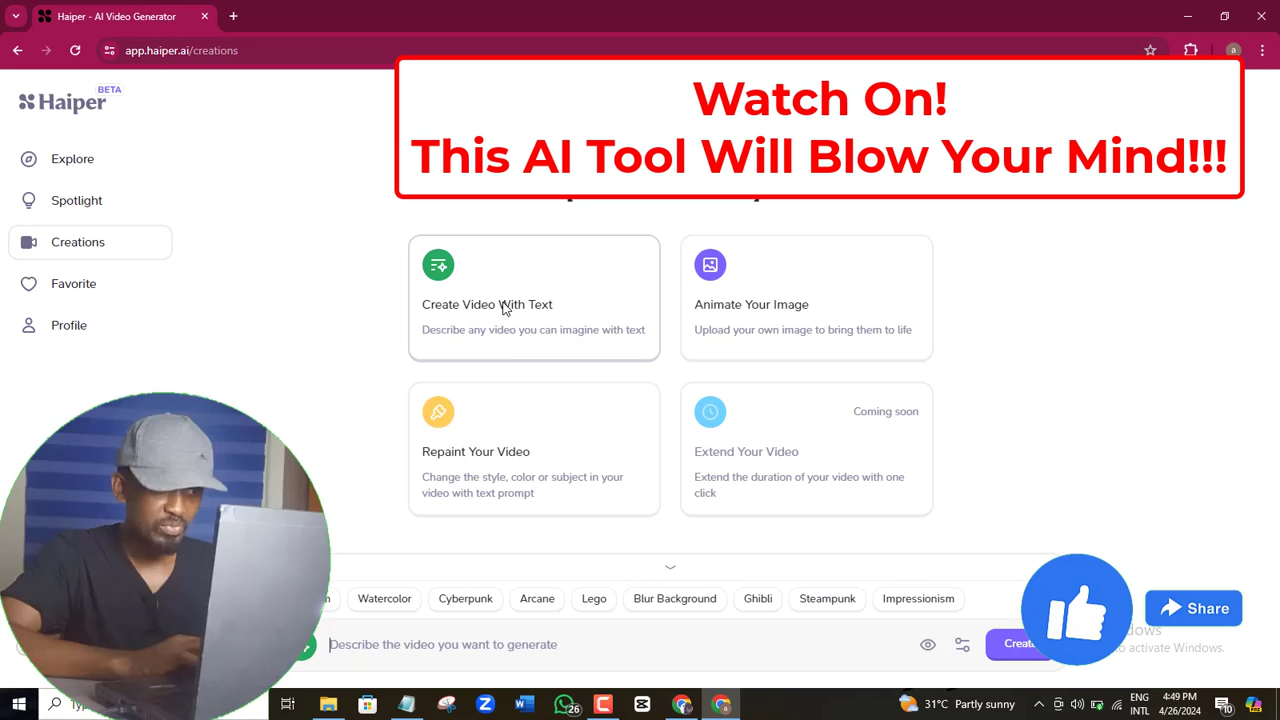 Haiper - AI Video Generator
app.haiper.ai/creations
a
Watch On!
This AI Tool Will Blow Your Mind!!!
Haiper
BETA
Explore
Spotlight
Creations
Favorite
Profile
Create Video With Text
Describe any video you can imagine with text
Animate Your Image
Upload your own image to bring them to life
Repaint Your Video
Change the style, color or subject in your
video with text prompt
Coming soon
Extend Your Video
Extend the duration of your video with one
click
Watercolor
Cyberpunk
Arcane
Lego
Blur Background
Ghibli
Steampunk
Impressionism
Describe the video you want to generate
Share
to activate Windows.
26
31°C Partly sunny
ENG
INTL
4:49 PM
4/26/2024
10